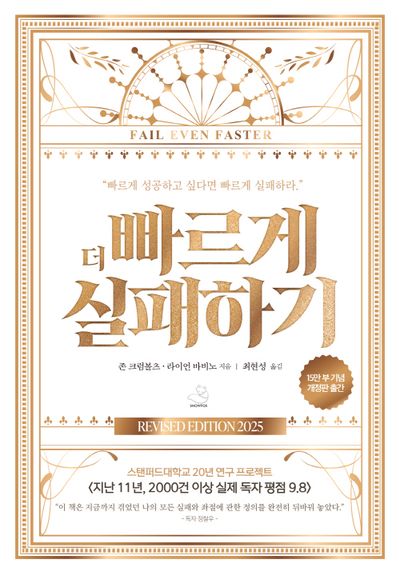 FAIL EVEN FASTER
“빠르게 성공하고 싶다면 빠르게 실패하라.”
더 빠르게
실패하기
존 크럼볼츠·라이언 바비노 지음 | 최현성 옮김
15만 부 기념
개정판 출간
SNOWFOX
REVISED EDITION 2025
스탠퍼드대학교 20년 연구 프로젝트
〈지난 11년, 2000건 이상 실제 독자 평점 9.8〉
“이 책은 지금까지 겪었던 나의 모든 실패와 좌절에 관한 정의를 완전히 뒤바꿔 놓았다.”